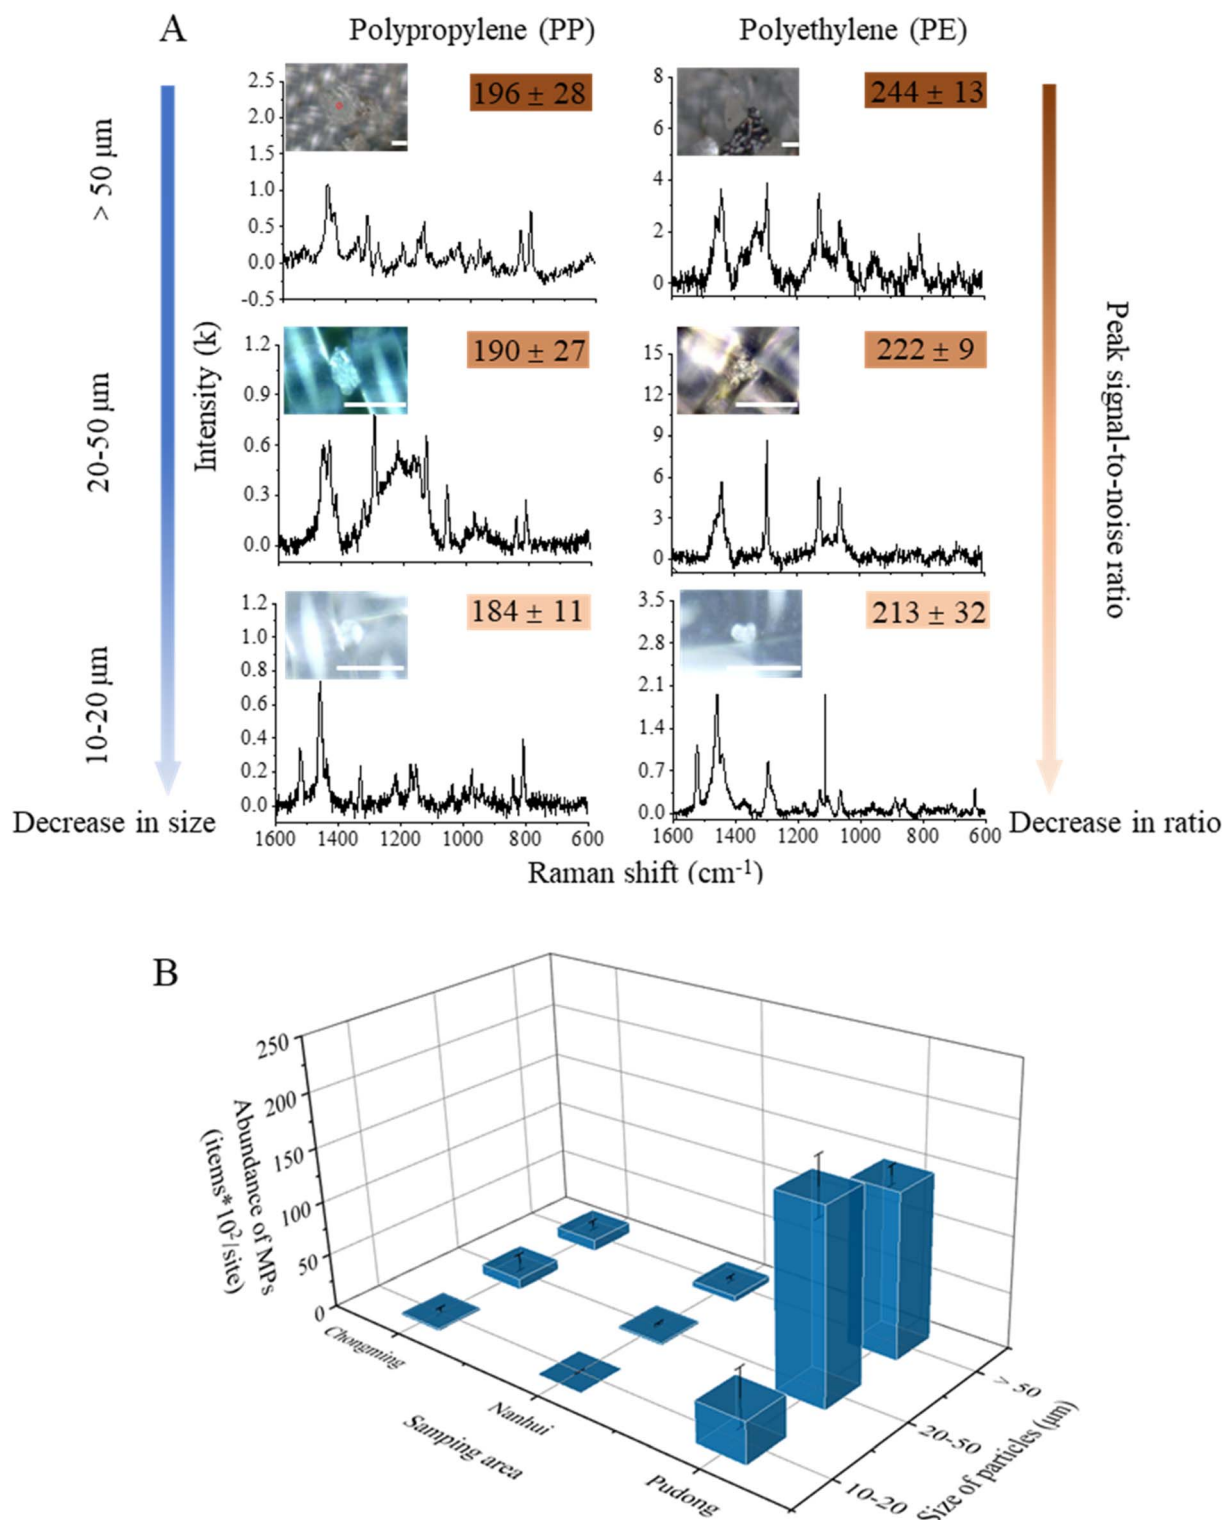 A
Polypropylene (PP)
Polyethylene (PE)
> 50 μm
20-50 μm
10-20 μm
Decrease in size
Intensity (k)
2.5
2.0
1.5
1.0
0.5
0.0
-0.5
196 ± 28
8
6
4
2
0
244 ± 13
1.2
0.9
0.6
0.3
0.0
190 ± 27
15
12
9
6
3
0
222 ± 9
1.2
1.0
0.8
0.6
0.4
0.2
0.0
184 ± 11
1600 1400 1200 1000 800 600
3.5
2.8
2.1
1.4
0.7
0.0
213 ± 32
1600 1400 1200 1000 800 600
Raman shift (cm⁻¹)
Peak signal-to-noise ratio
Decrease in ratio
B
250
200
150
100
50
0
Abundance of MPs
(items*10²/site)
Chongming
Nanhui
Pudong
Samping area
> 50
20-50
10-20
Size of particles (μm)